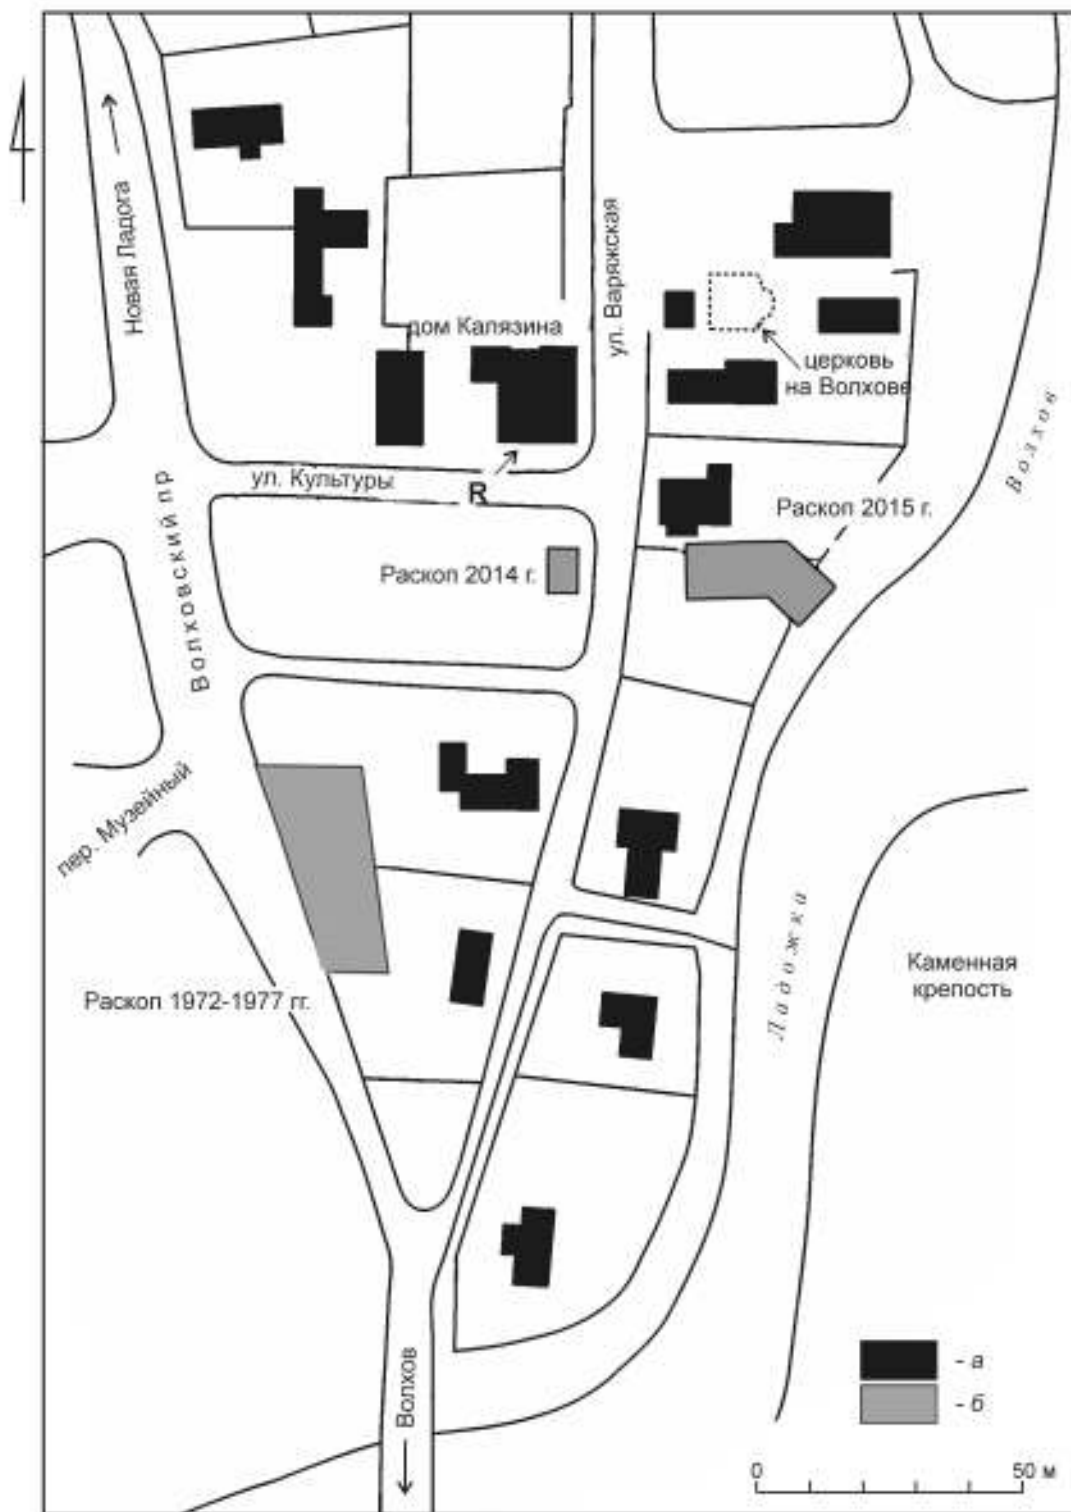 Новая Ладога
ул. Варяжская
дом Калязина
церковь
на Волхове
Волхов
ул. Культуры
R
Раскоп 2015 г.
Волховский пр
Раскоп 2014 г.
пер. Музейный
Ладожка
Каменная
крепость
Раскоп 1972-1977 гг.
- а
- б
Волхов
0 50 м